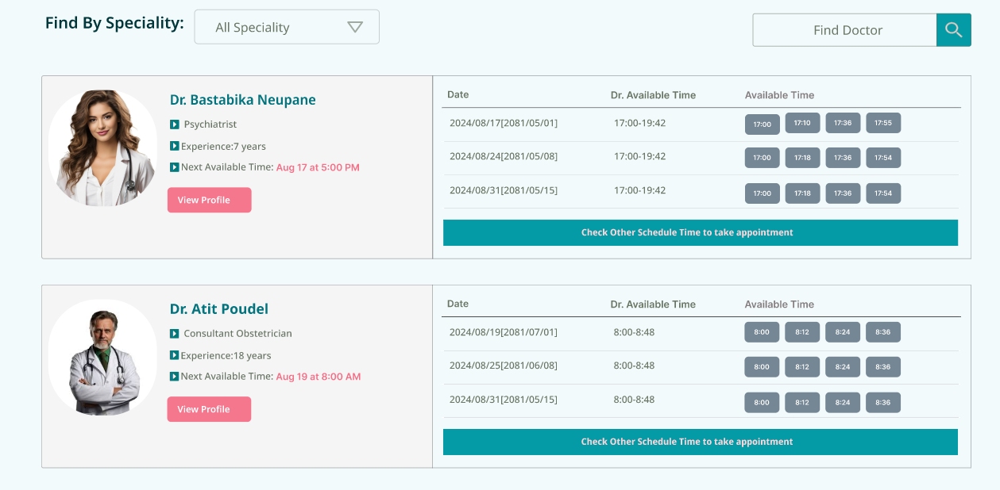 Find By Speciality:
All Speciality
Find Doctor
Dr. Bastabika Neupane
Psychiatrist
Experience:7 years
Next Available Time: Aug 17 at 5:00 PM
View Profile
Date Dr. Available Time Available Time
2024/08/17[2081/05/01] 17:00-19:42 17:00 17:10 17:36 17:55
2024/08/24[2081/05/08] 17:00-19:42 17:00 17:18 17:36 17:54
2024/08/31[2081/05/15] 17:00-19:42 17:00 17:18 17:36 17:54
Check Other Schedule Time to take appointment
Dr. Atit Poudel
Consultant Obstetrician
Experience:18 years
Next Available Time: Aug 19 at 8:00 AM
View Profile
Date Dr. Available Time Available Time
2024/08/19[2081/07/01] 8:00-8:48 8:00 8:12 8:24 8:36
2024/08/25[2081/06/08] 8:00-8:48 8:00 8:12 8:24 8:36
2024/08/31[2081/05/15] 8:00-8:48 8:00 8:12 8:24 8:36
Check Other Schedule Time to take appointment